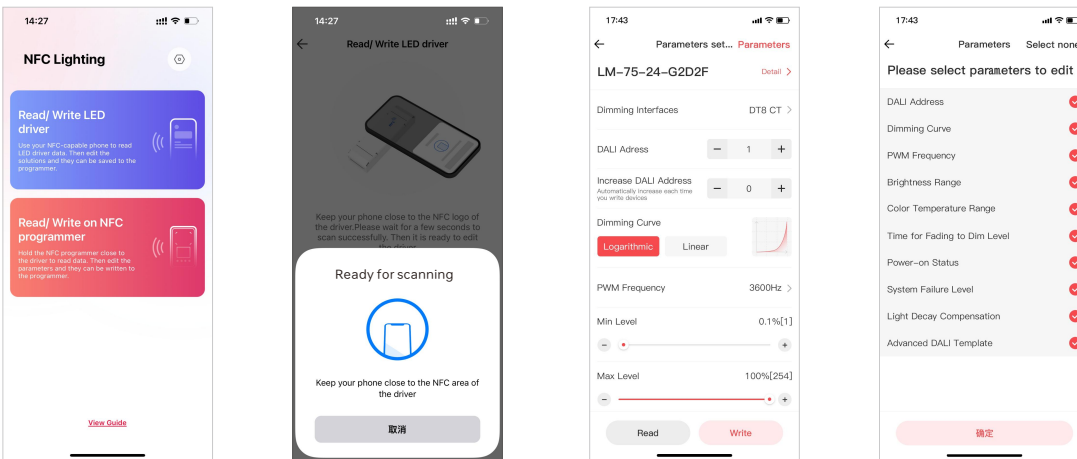 14:27
NFC Lighting
Read/ Write LED
driver
Use your NFC-capable phone to read
LED driver data. Then edit the
solutions and they can be saved to the
programmer.
Read/ Write on NFC
programmer
Hold the NFC programmer close to
the driver to read data. Then edit the
parameters and they can be written to
the programmer.
View Guide
14:27
Read/ Write LED driver
Keep your phone close to the NFC logo of
the driver.Please wait for a few seconds to
scan successfully. Then it is ready to edit
the driver
Ready for scanning
Keep your phone close to the NFC area of
the driver
取消
17:43
Parameters set... Parameters
LM-75-24-G2D2F Detail
Dimming Interfaces DT8 CT
DALI Adress 1
Increase DALI Address 0
Automatically increase each time
you write devices
Dimming Curve
Logarithmic Linear
PWM Frequency 3600Hz
Min Level 0.1%[1]
Max Level 100%[254]
Read Write
17:43
Parameters Select none
Please select parameters to edit
DALI Address
Dimming Curve
PWM Frequency
Brightness Range
Color Temperature Range
Time for Fading to Dim Level
Power-on Status
System Failure Level
Light Decay Compensation
Advanced DALI Template
确定